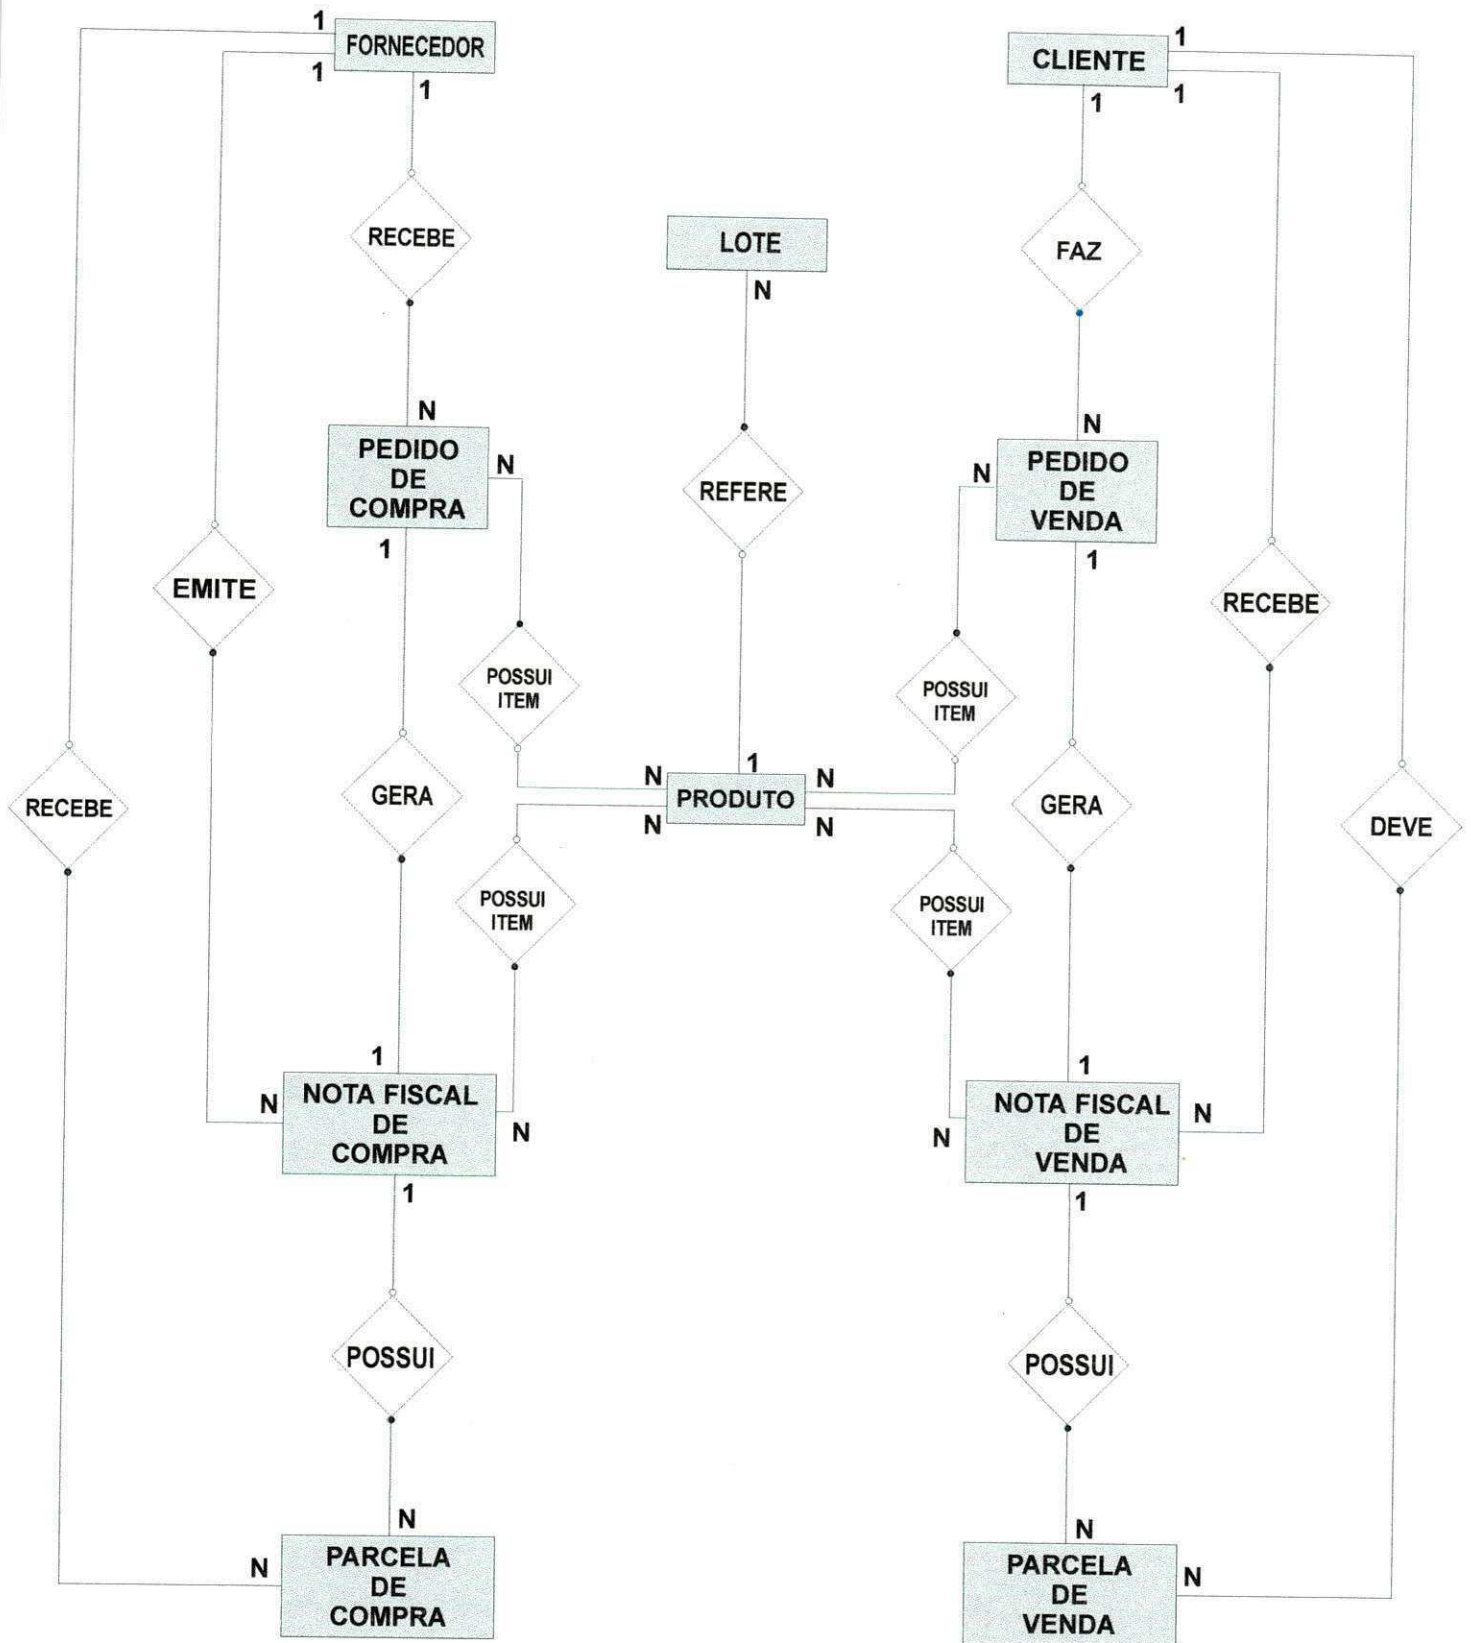 1
FORNECEDOR
1
1
1
CLIENTE
1
1
RECEBE
LOTE
N
FAZ
N
PEDIDO
DE
COMPRA
N
1
REFERE
N
PEDIDO
DE
VENDA
N
1
EMITE
RECEBE
POSSUI
ITEM
POSSUI
ITEM
RECEBE
GERA
N
1
N
PRODUTO
N
N
GERA
DEVE
POSSUI
ITEM
POSSUI
ITEM
1
N
NOTA FISCAL
DE
COMPRA
N
1
1
N
NOTA FISCAL
DE
VENDA
N
1
POSSUI
POSSUI
N
N
PARCELA
DE
COMPRA
N
PARCELA
DE
VENDA
N